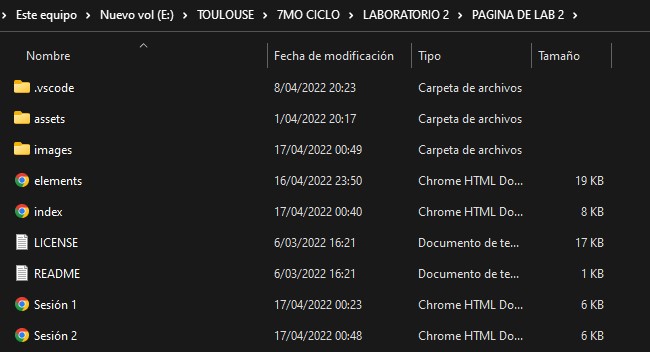 Este equipo > Nuevo vol (E:) > TOULOUSE > 7MO CICLO > LABORATORIO 2 > PAGINA DE LAB 2 >
Nombre Fecha de modificación Tipo Tamaño
.vscode 8/04/2022 20:23 Carpeta de archivos
assets 1/04/2022 20:17 Carpeta de archivos
images 17/04/2022 00:49 Carpeta de archivos
elements 16/04/2022 23:50 Chrome HTML Do... 19 KB
index 17/04/2022 00:40 Chrome HTML Do... 8 KB
LICENSE 6/03/2022 16:21 Documento de te... 17 KB
README 6/03/2022 16:21 Documento de te... 1 KB
Sesión 1 17/04/2022 00:23 Chrome HTML Do... 6 KB
Sesión 2 17/04/2022 00:48 Chrome HTML Do... 6 KB